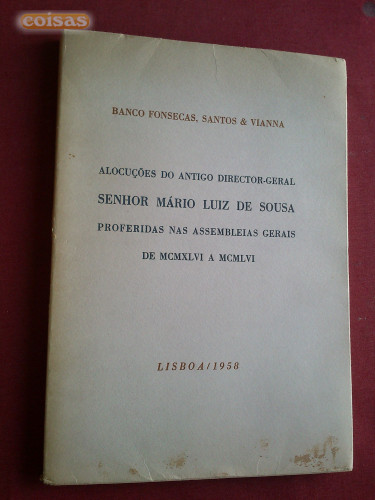 coisas
BANCO FONSECAS, SANTOS & VIANNA
ALOCUÇÕES DO ANTIGO DIRECTOR-GERAL
SENHOR MÁRIO LUIZ DE SOUSA
PROFERIDAS NAS ASSEMBLEIAS GERAIS
DE MCMXLVI A MCMLVI
LISBOA/1958